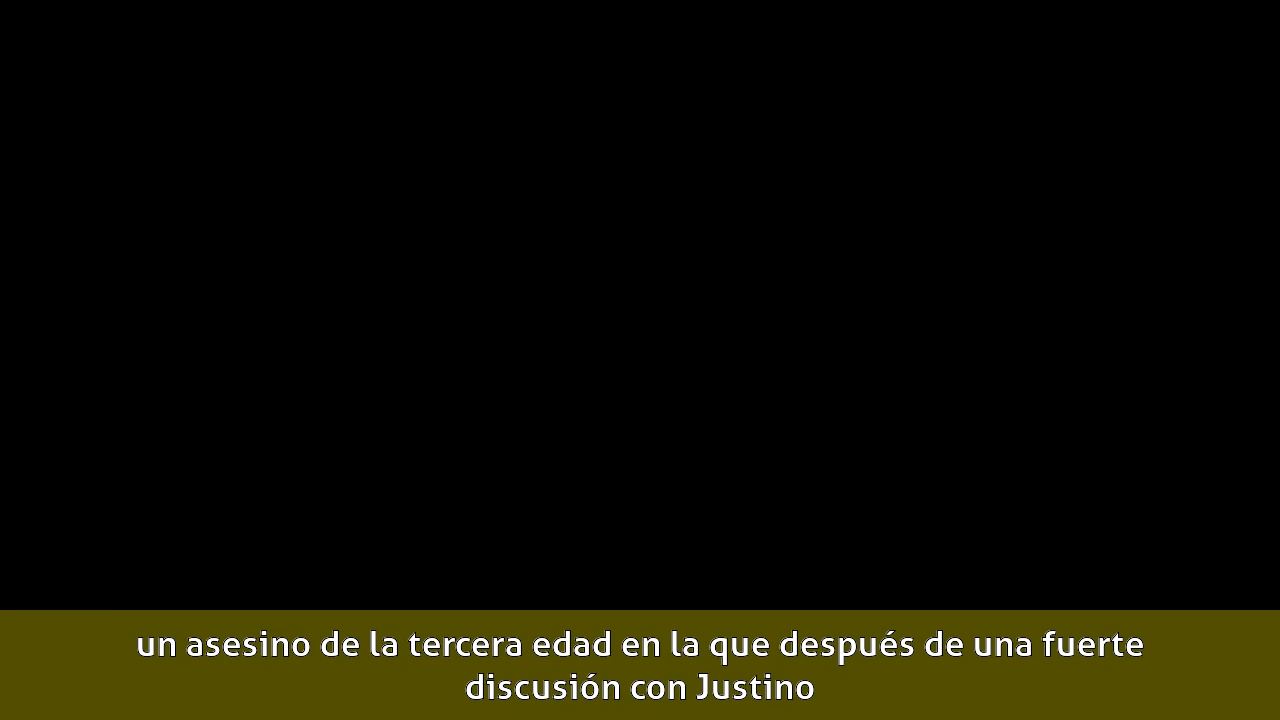 un asesino de la tercera edad en la que después de una fuerte
discusión con Justino